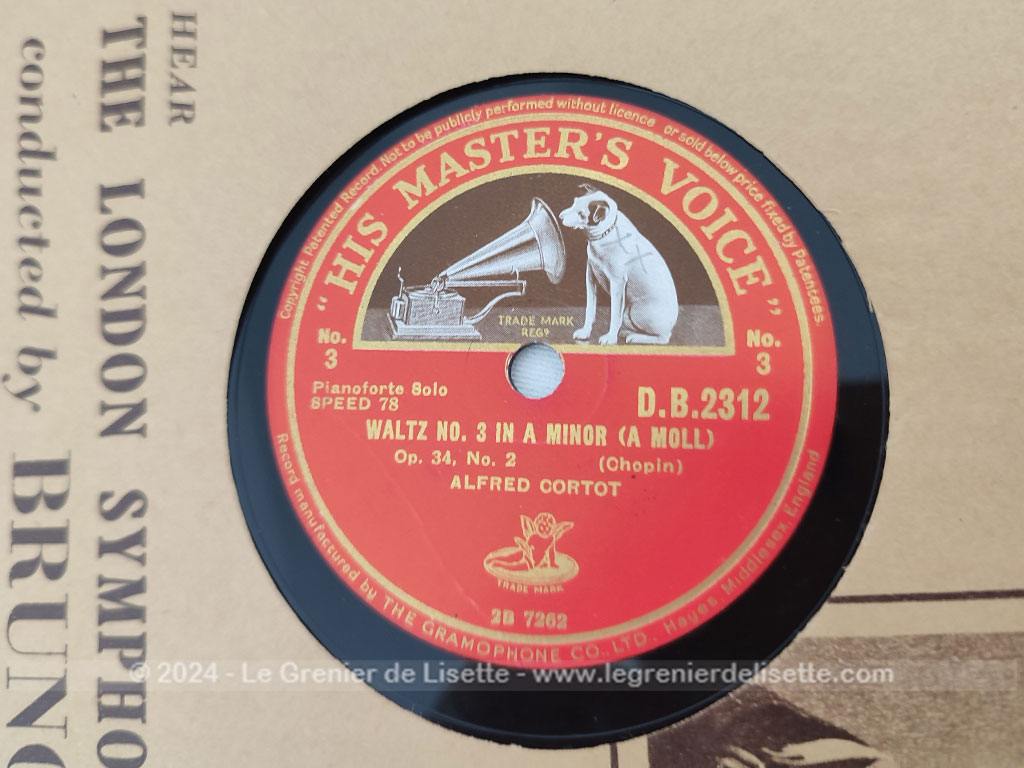 HEAR
THE LONDON SYMPHO
conducted by BRUNO
Copyright Patented Record. Not to be publicly performed without licence or sold below price fixed by Patentees.
"HIS MASTER'S VOICE"
TRADE MARK
REGD
No.
3
No.
3
Pianoforte Solo
SPEED 78
D.B.2312
WALTZ NO. 3 IN A MINOR (A MOLL)
Op. 34, No. 2 (Chopin)
ALFRED CORTOT
TRADE MARK
2B 7262
Record manufactured by THE GRAMOPHONE CO., LTD., Hayes, Middlesex, England
© 2024 - Le Grenier de Lisette - www.legrenierdelisette.com